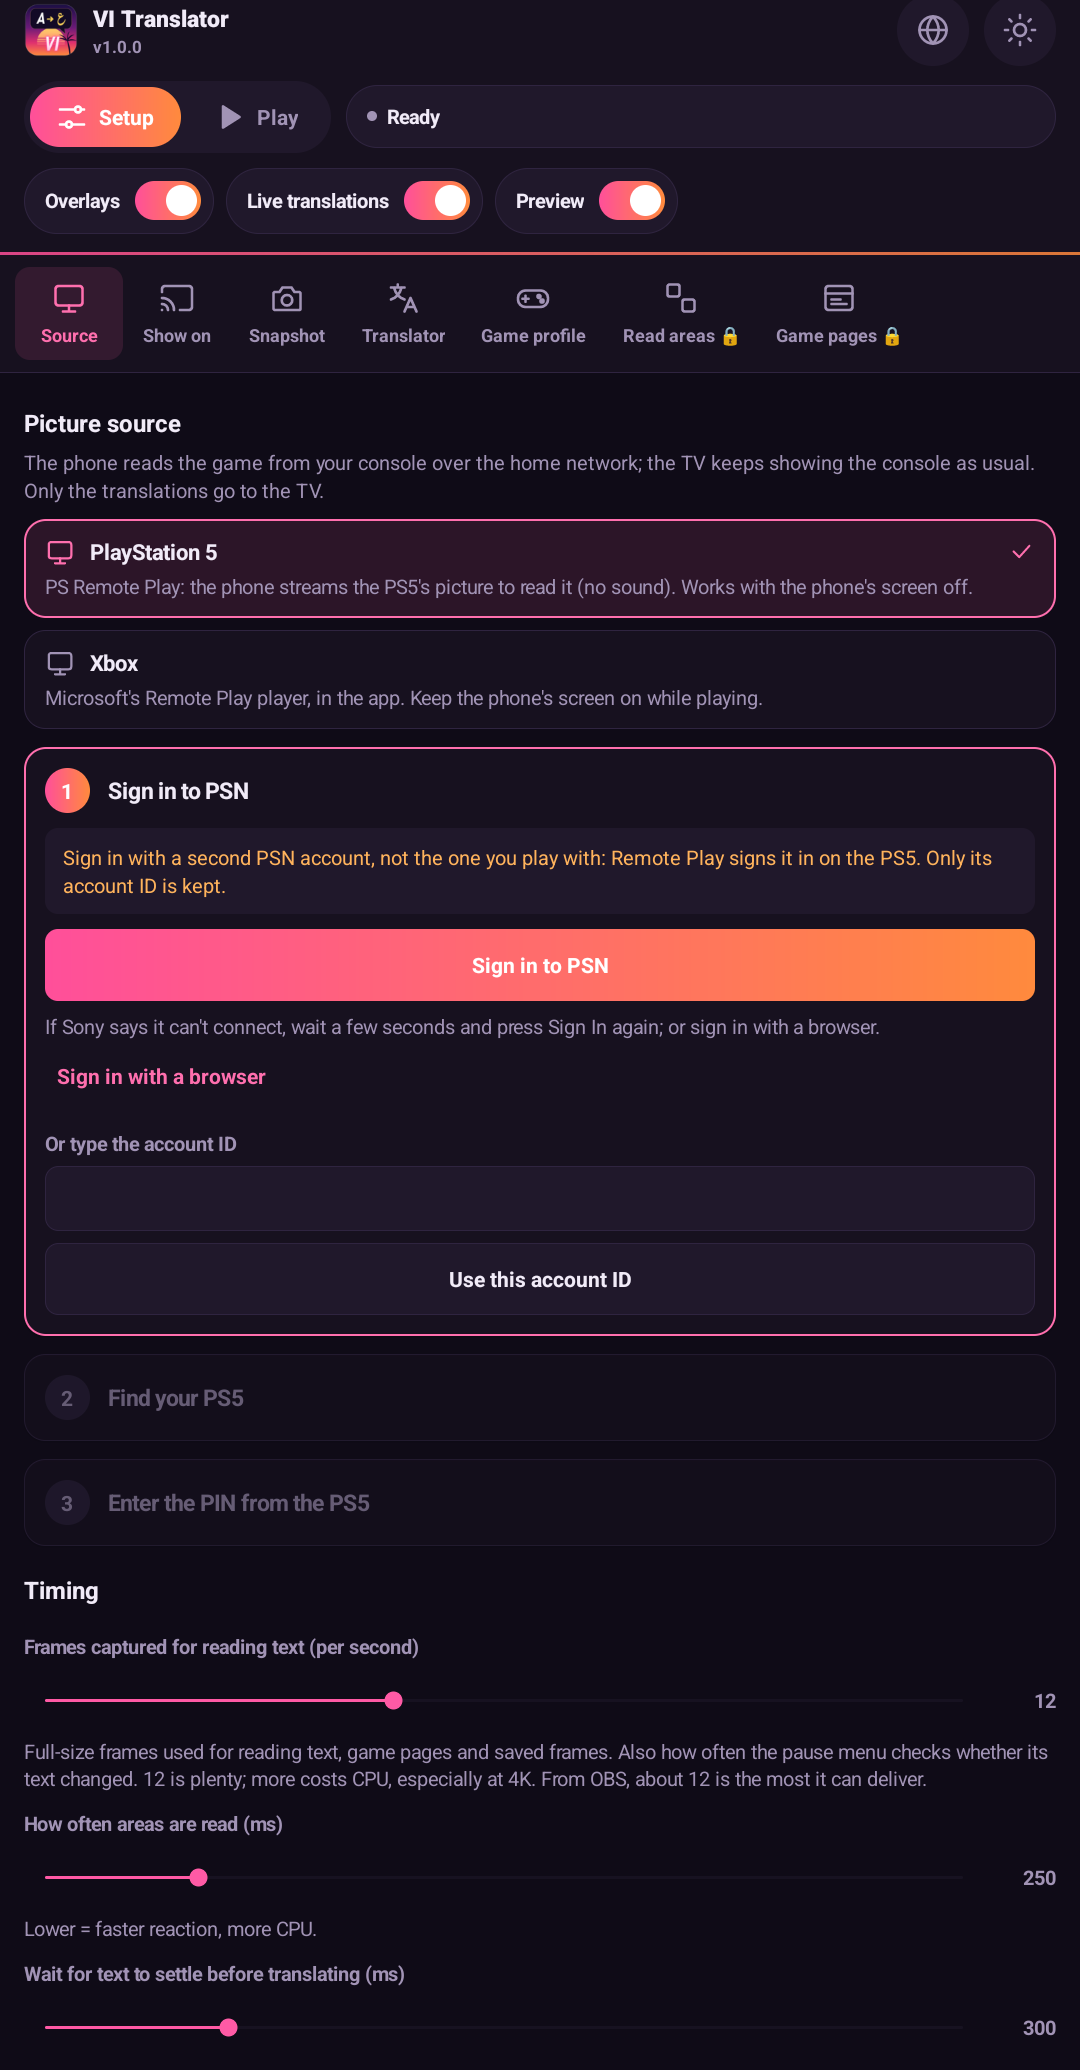 A→ع
VI
VI Translator
v1.0.0
Setup
Play
Ready
Overlays
Live translations
Preview
Source
Show on
Snapshot
Translator
Game profile
Read areas 🔒
Game pages 🔒
Picture source
The phone reads the game from your console over the home network; the TV keeps showing the console as usual.
Only the translations go to the TV.
PlayStation 5
PS Remote Play: the phone streams the PS5's picture to read it (no sound). Works with the phone's screen off.
Xbox
Microsoft's Remote Play player, in the app. Keep the phone's screen on while playing.
1
Sign in to PSN
Sign in with a second PSN account, not the one you play with: Remote Play signs it in on the PS5. Only its
account ID is kept.
Sign in to PSN
If Sony says it can't connect, wait a few seconds and press Sign In again; or sign in with a browser.
Sign in with a browser
Or type the account ID
Use this account ID
2
Find your PS5
3
Enter the PIN from the PS5
Timing
Frames captured for reading text (per second)
12
Full-size frames used for reading text, game pages and saved frames. Also how often the pause menu checks whether its
text changed. 12 is plenty; more costs CPU, especially at 4K. From OBS, about 12 is the most it can deliver.
How often areas are read (ms)
250
Lower = faster reaction, more CPU.
Wait for text to settle before translating (ms)
300